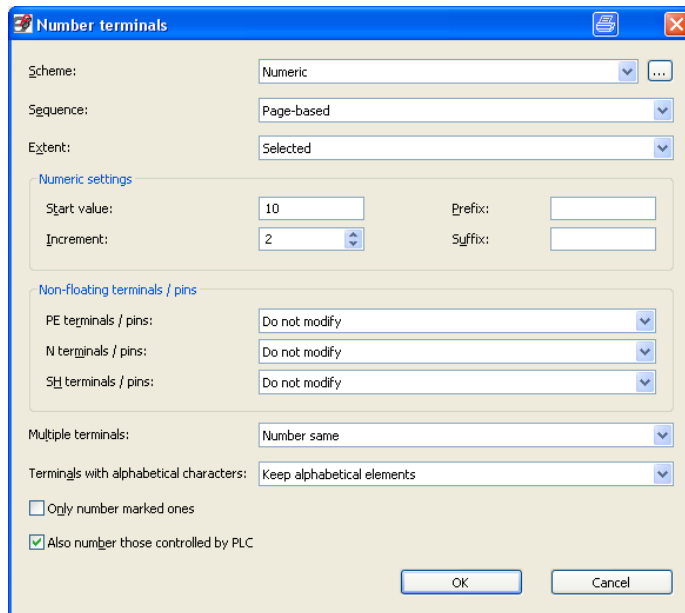 Number terminals
Scheme: Numeric ...
Sequence: Page-based
Extent: Selected
Numeric settings
Start value: 10 Prefix:
Increment: 2 Suffix:
Non-floating terminals / pins
PE terminals / pins: Do not modify
N terminals / pins: Do not modify
SH terminals / pins: Do not modify
Multiple terminals: Number same
Terminals with alphabetical characters: Keep alphabetical elements
Only number marked ones
Also number those controlled by PLC
OK Cancel